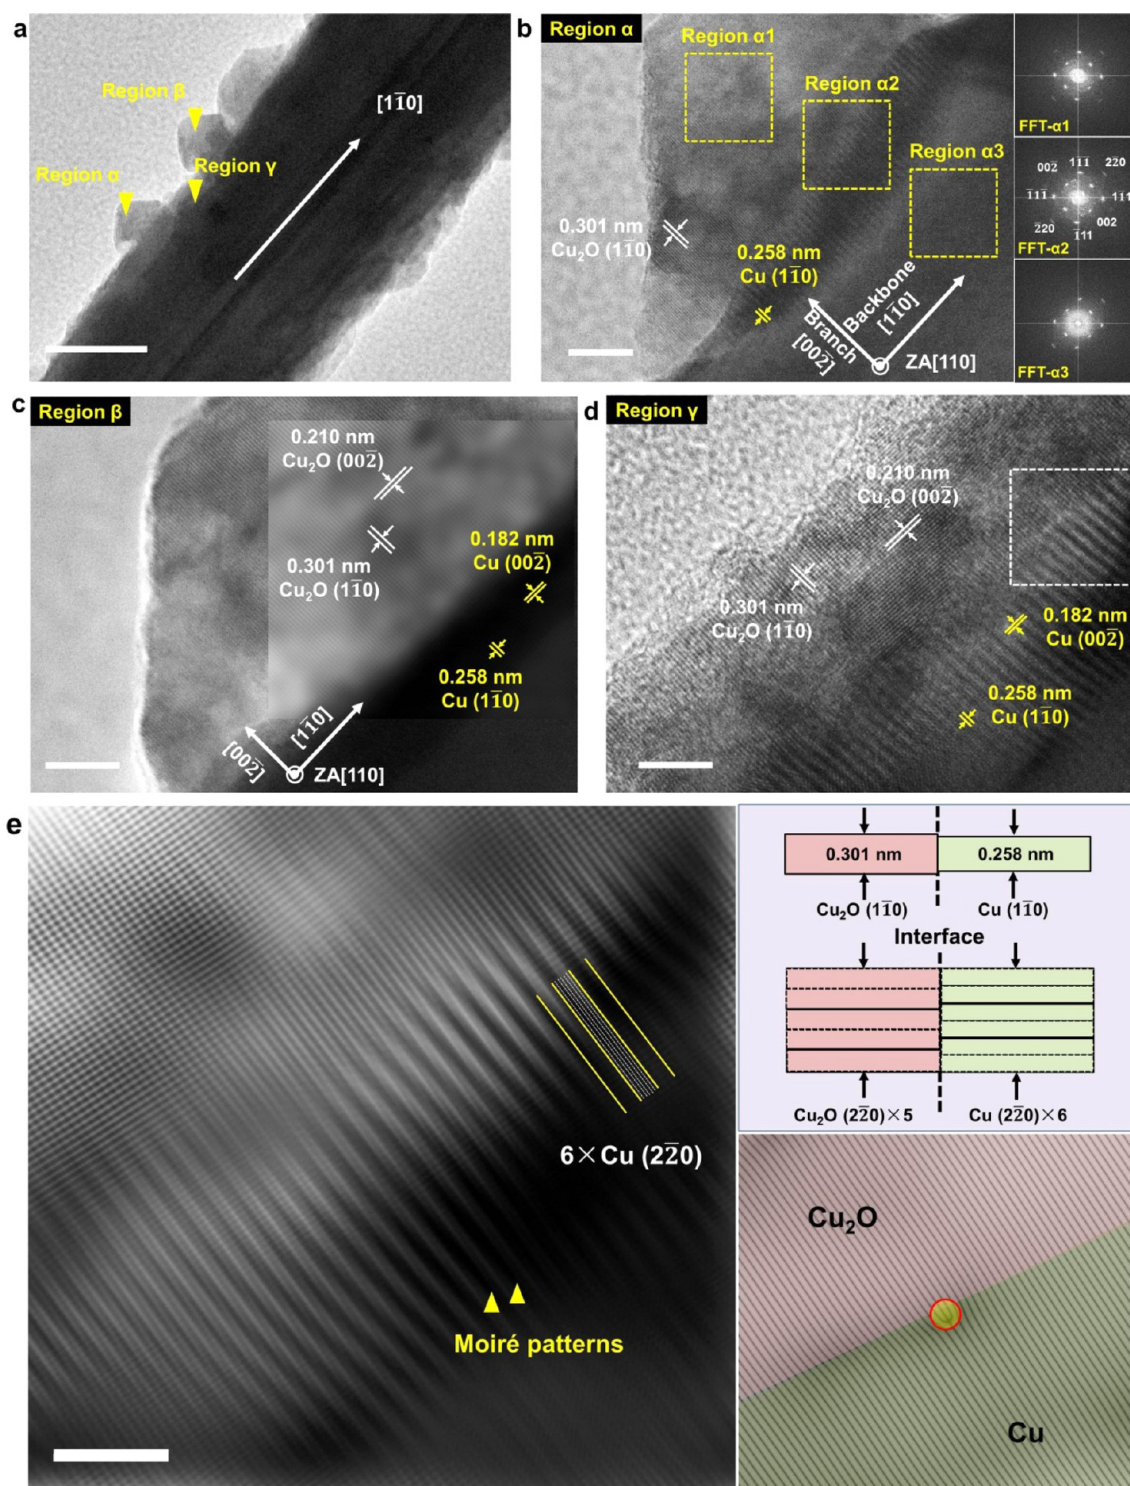 a
Region β
[11̅0]
Region γ
Region α
b
Region α
Region α1
Region α2
Region α3
0.301 nm
Cu₂O (11̅0)
0.258 nm
Cu (11̅0)
Backbone
[11̅0]
Branch
[002̅]
ZA[110]
FFT-α1
002̅
11̅1̅
22̅0
1̅11̅
11̅1
2̅20
1̅11
002
FFT-α2
FFT-α3
c
Region β
0.210 nm
Cu₂O (002̅)
0.301 nm
Cu₂O (11̅0)
0.182 nm
Cu (002̅)
0.258 nm
Cu (11̅0)
[11̅0]
[002̅]
ZA[110]
d
Region γ
0.210 nm
Cu₂O (002̅)
0.301 nm
Cu₂O (11̅0)
0.182 nm
Cu (002̅)
0.258 nm
Cu (11̅0)
e
6×Cu (22̅0)
Moiré patterns
0.301 nm
0.258 nm
Cu₂O (11̅0)
Cu (11̅0)
Interface
Cu₂O (22̅0)×5
Cu (22̅0)×6
Cu₂O
Cu